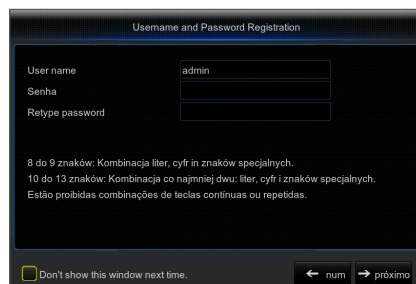 Username and Password Registration
User name
admin
Senha
Retype password
8 do 9 znaków: Kombinacja liter, cyfr in znaków specjalnych.
10 do 13 znaków: Kombinacja co najmniej dwu: liter, cyfr i znaków specjalnych.
Estão proibidas combinações de teclas contínuas ou repetidas.
Don't show this window next time.
num
próximo